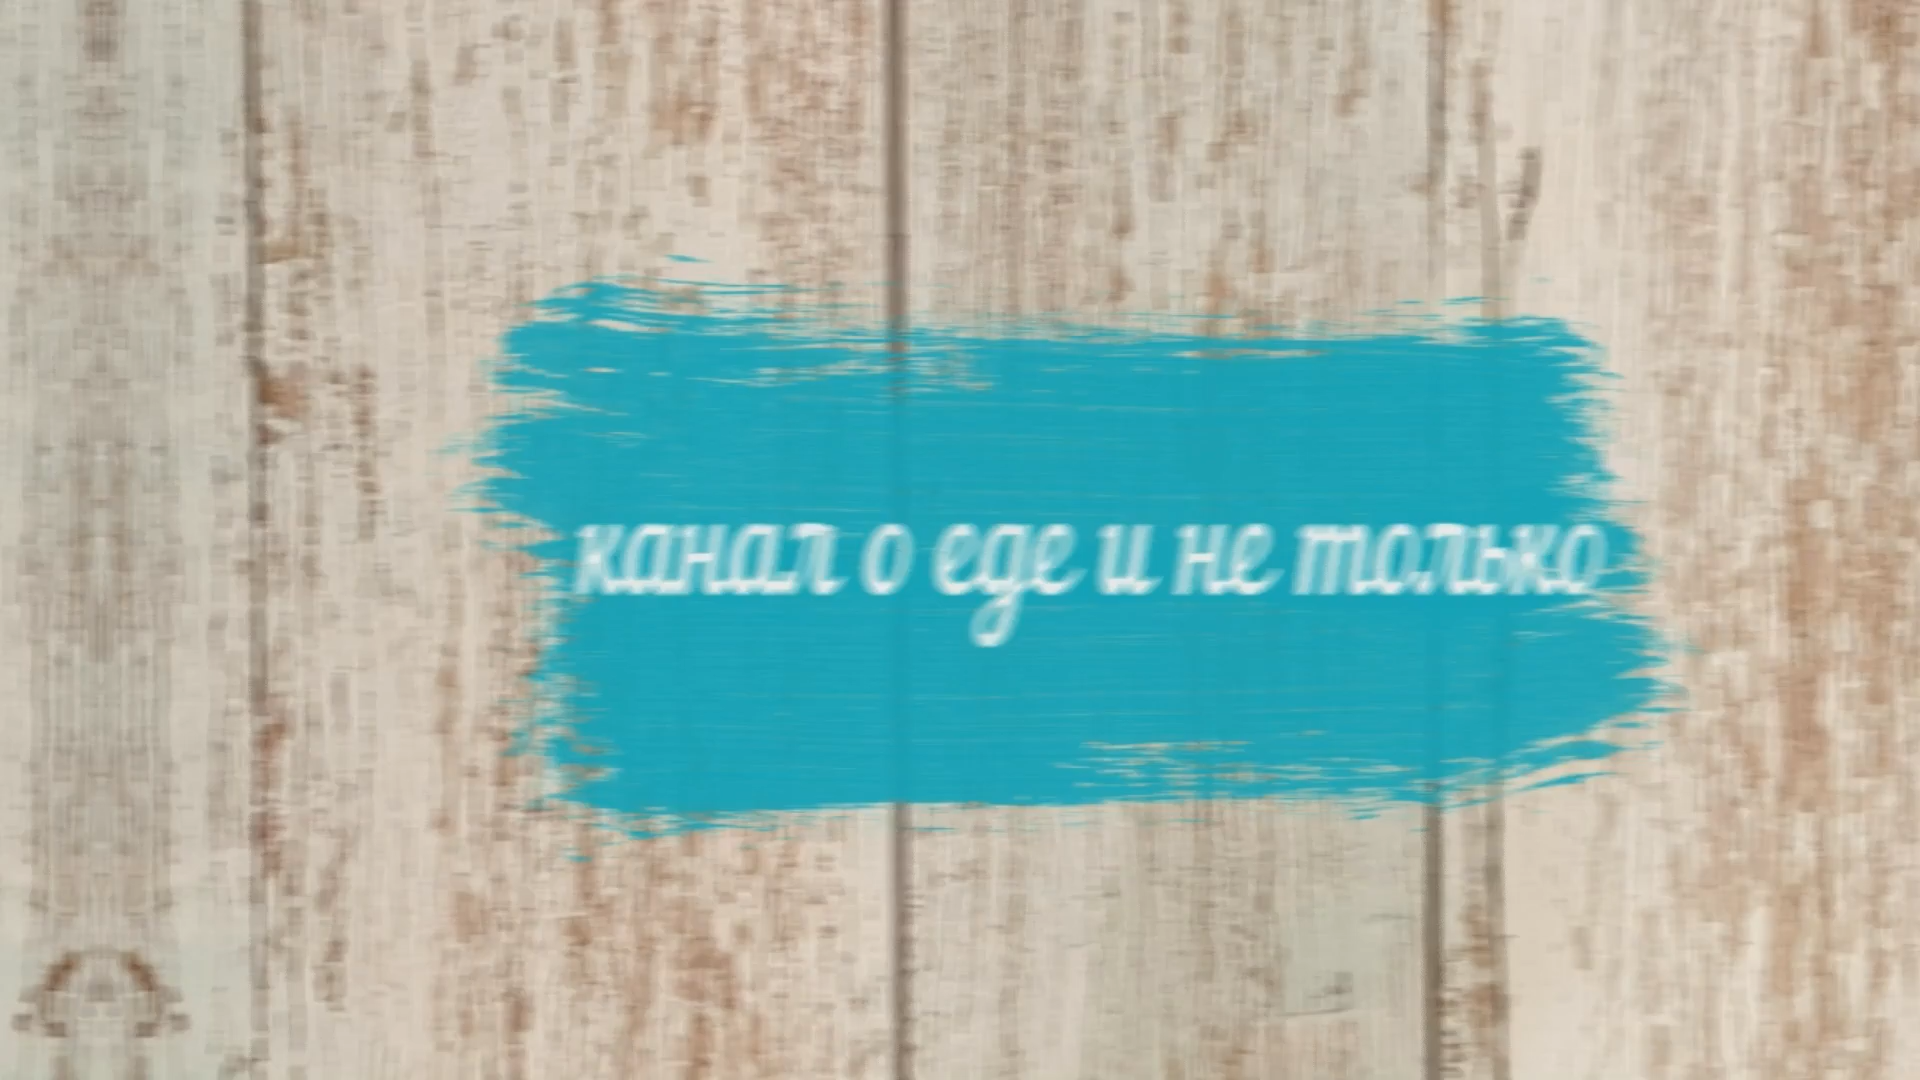 канал о еде и не только